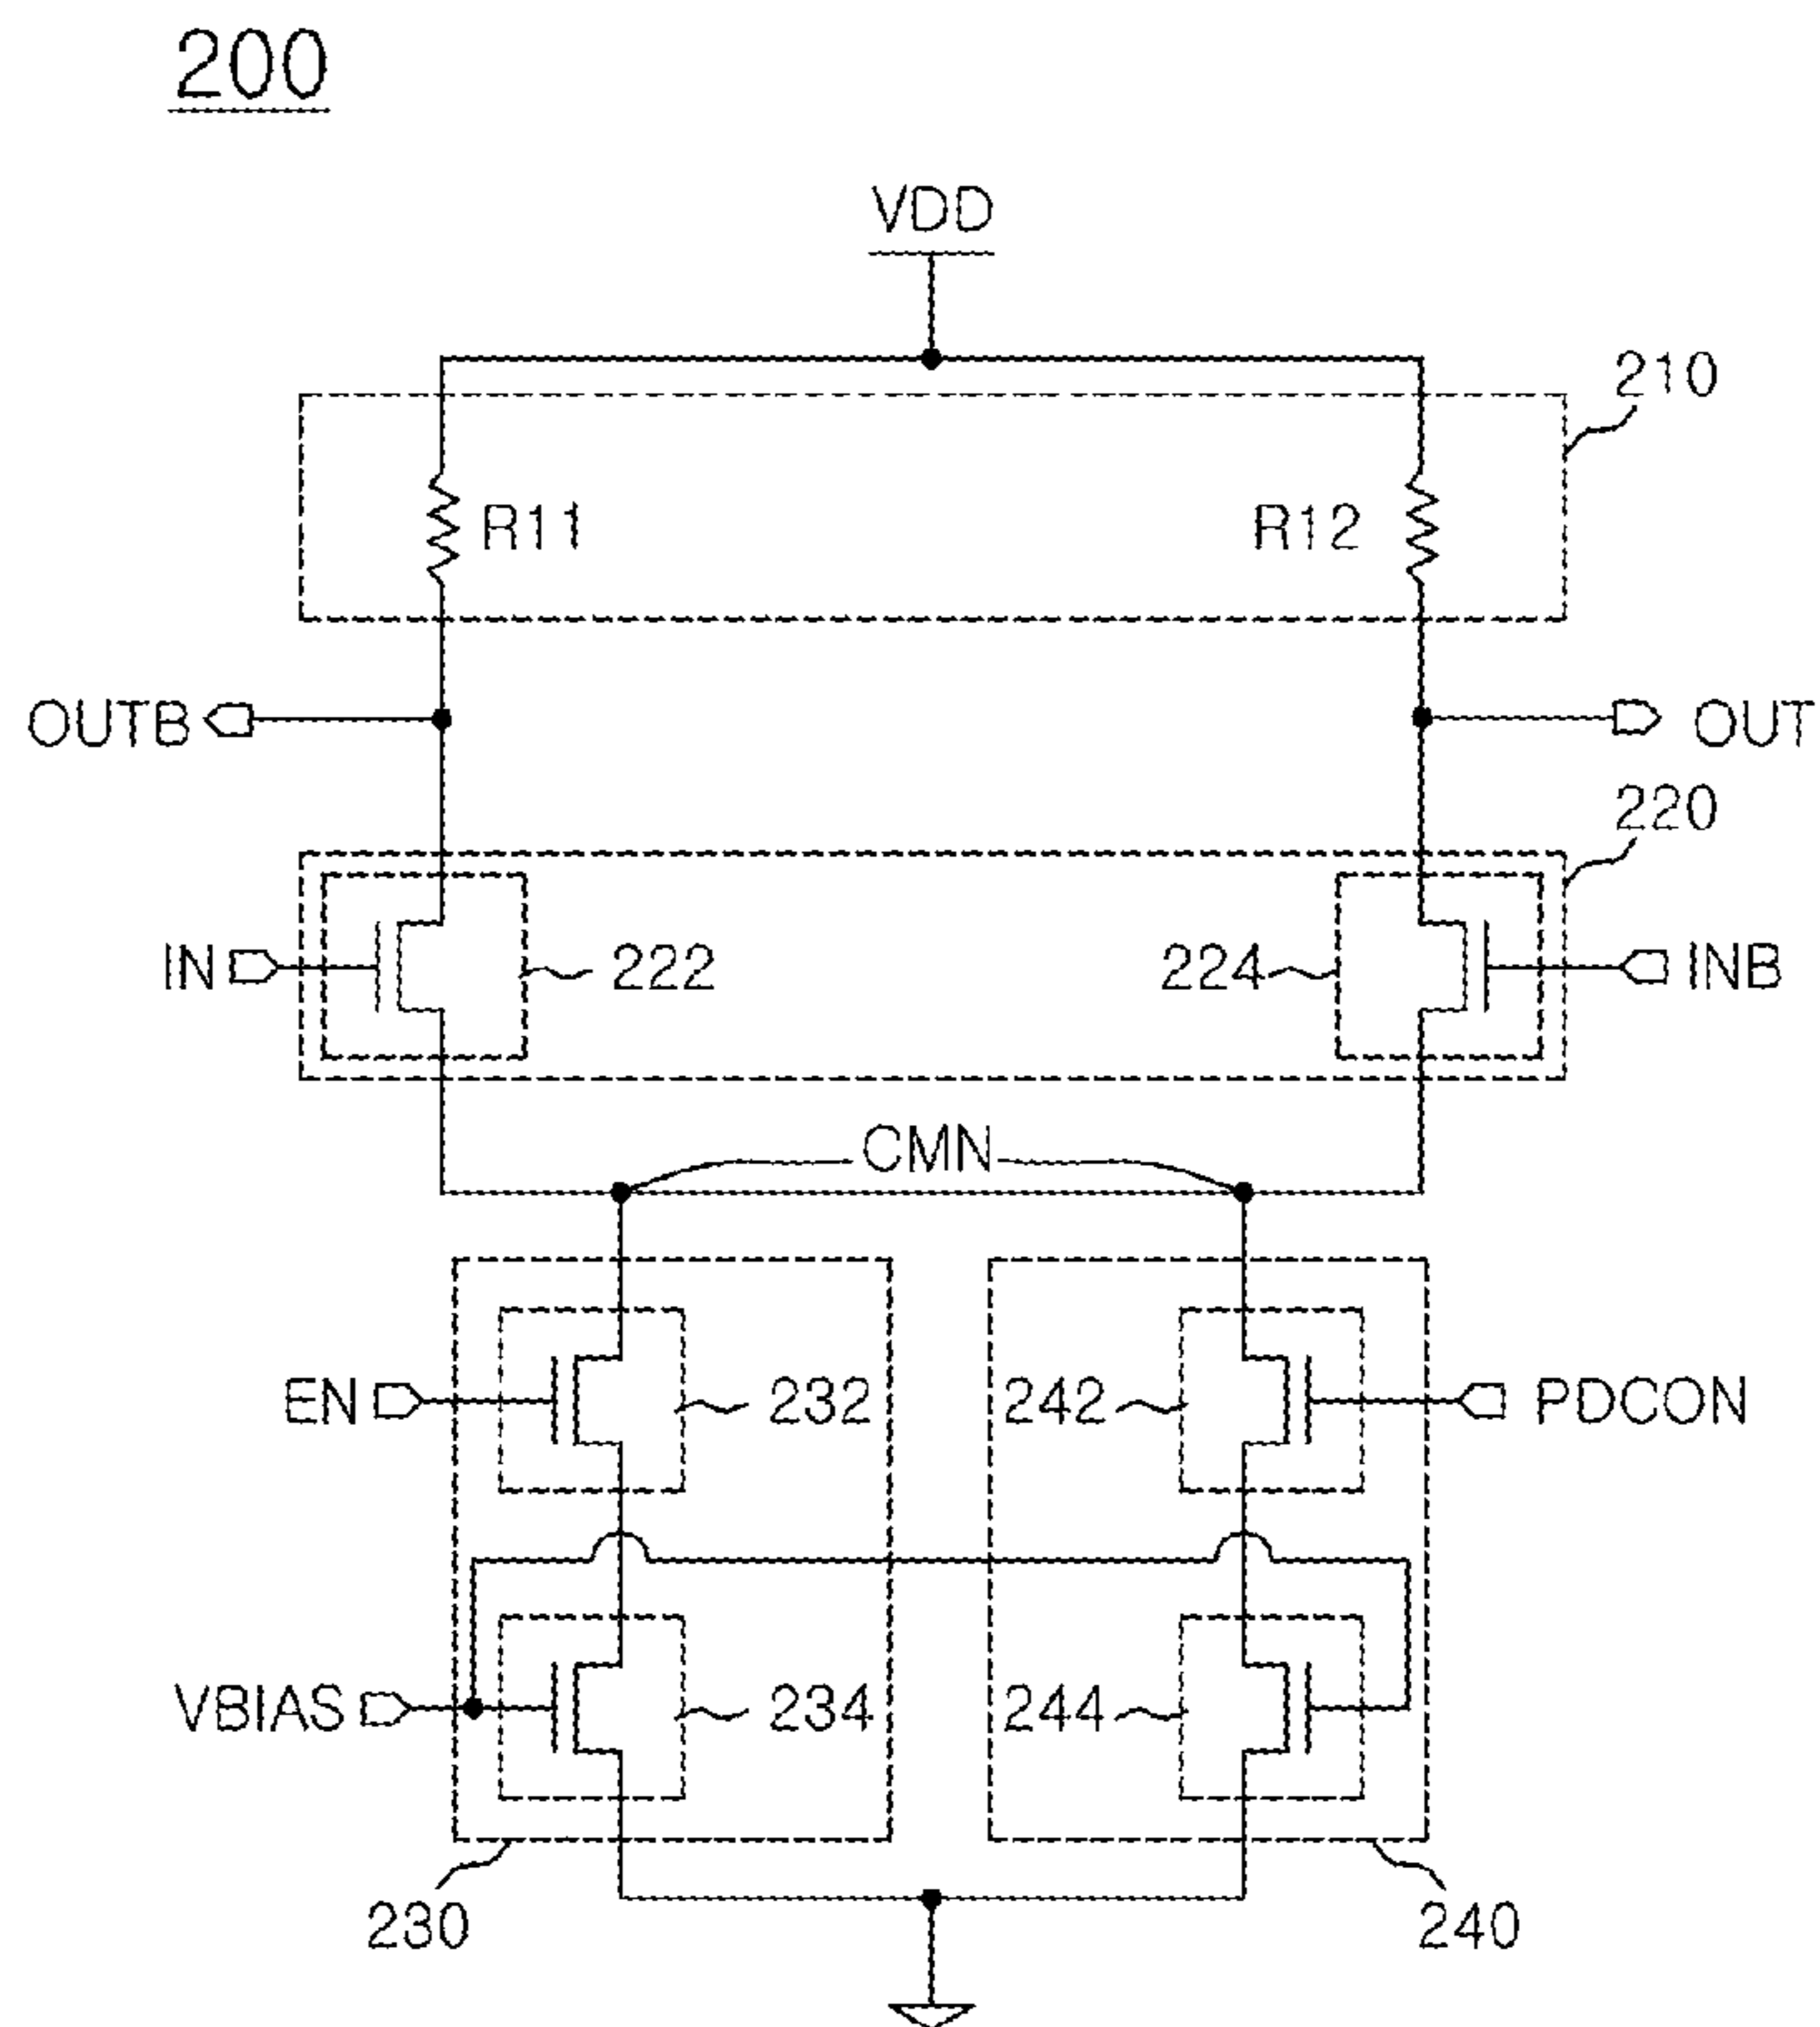 200
VDD
210
R11
R12
OUTB
OUT
220
IN
222
224
INB
CMN
EN
232
242
PDCON
VBIAS
234
244
230
240